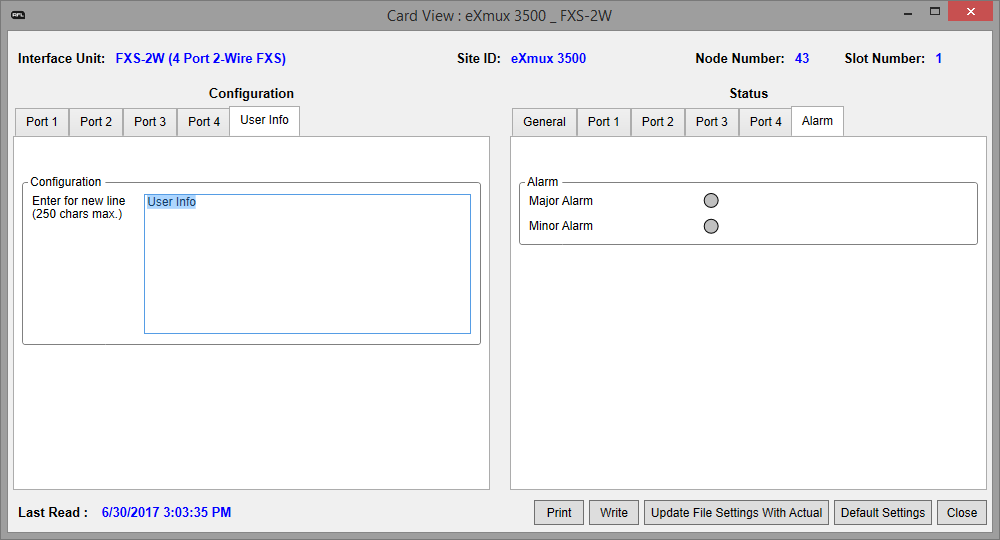 AFL
Card View : eXmux 3500 _ FXS-2W
Interface Unit: FXS-2W (4 Port 2-Wire FXS) Site ID: eXmux 3500 Node Number: 43 Slot Number: 1
Configuration Status
Port 1 Port 2 Port 3 Port 4 User Info General Port 1 Port 2 Port 3 Port 4 Alarm
Configuration
Enter for new line
(250 chars max.)
User Info
Alarm
Major Alarm
Minor Alarm
Last Read : 6/30/2017 3:03:35 PM Print Write Update File Settings With Actual Default Settings Close